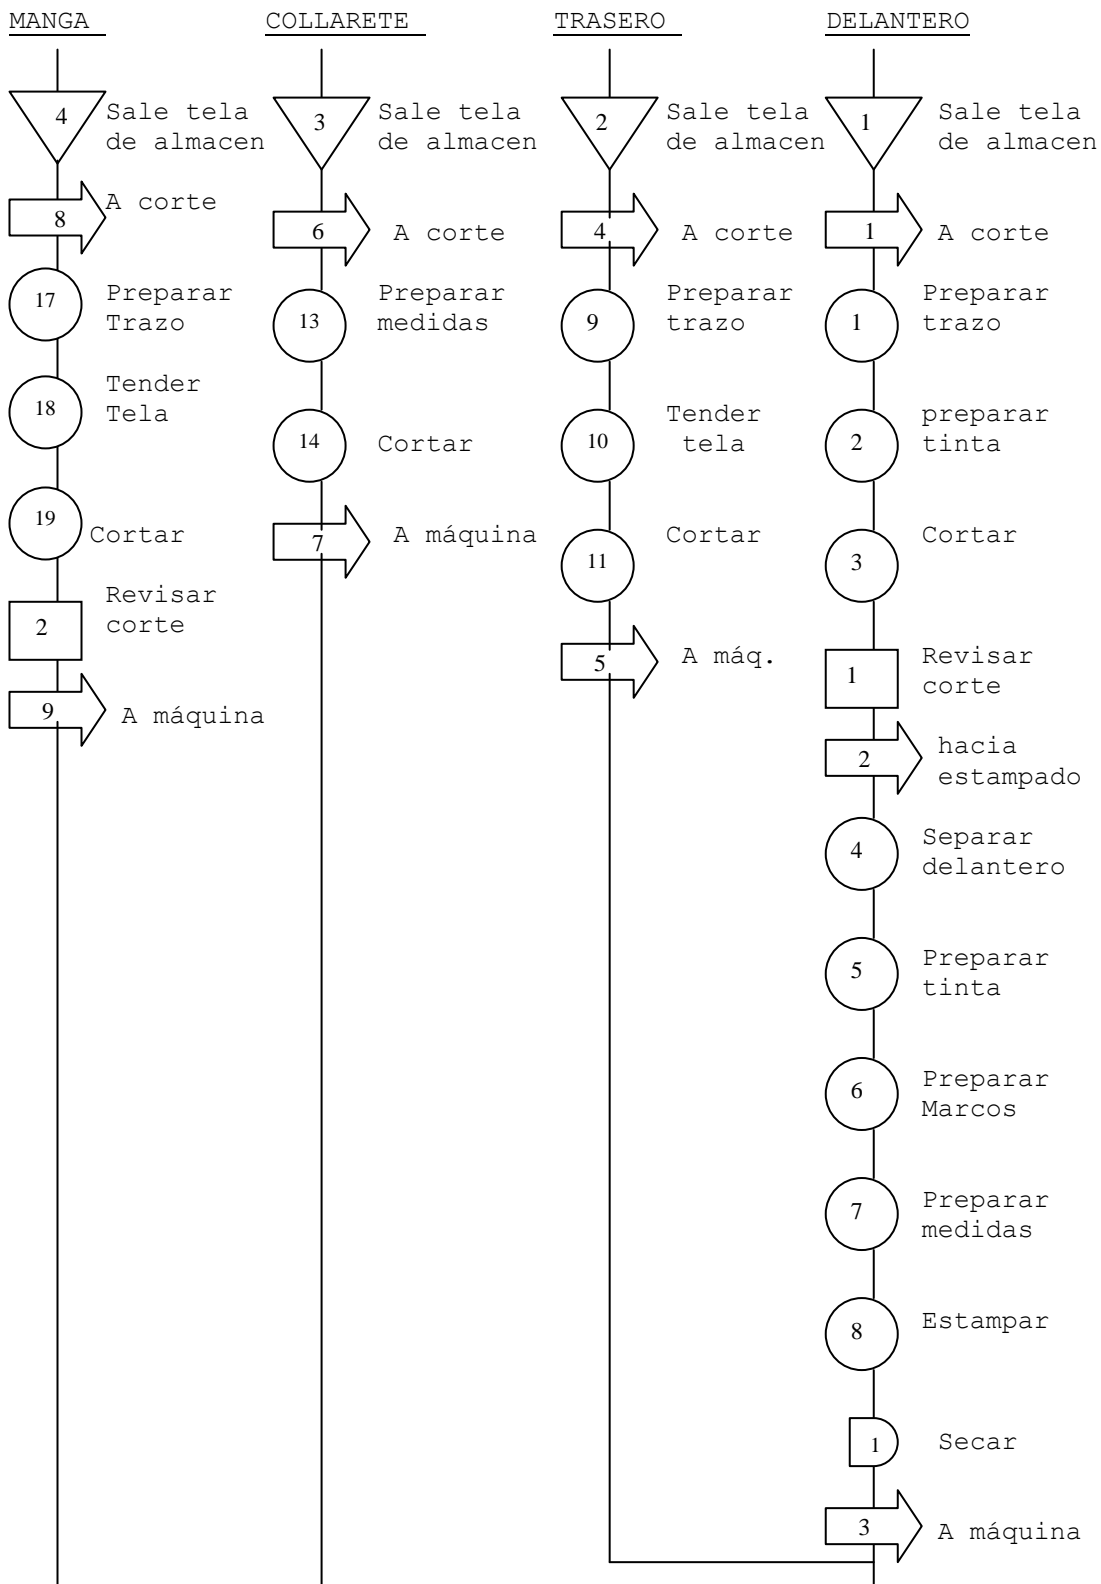 MANGA
4
Sale tela
de almacen
8
A corte
17
Preparar
Trazo
18
Tender
Tela
19
Cortar
2
Revisar
corte
9
A máquina
COLLARETE
3
Sale tela
de almacen
6
A corte
13
Preparar
medidas
14
Cortar
7
A máquina
TRASERO
2
Sale tela
de almacen
4
A corte
9
Preparar
trazo
10
Tender
tela
11
Cortar
5
A máq.
DELANTERO
1
Sale tela
de almacen
1
A corte
1
Preparar
trazo
2
preparar
tinta
3
Cortar
1
Revisar
corte
2
hacia
estampado
4
Separar
delantero
5
Preparar
tinta
6
Preparar
Marcos
7
Preparar
medidas
8
Estampar
1
Secar
3
A máquina